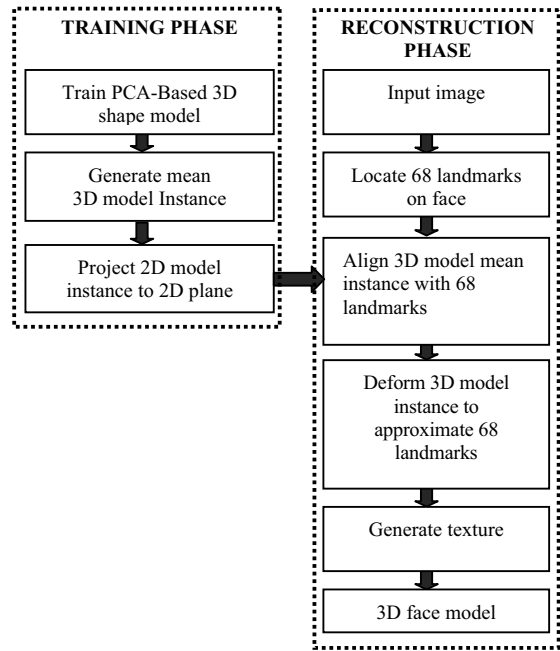 TRAINING PHASE
Train PCA-Based 3D
shape model
Generate mean
3D model Instance
Project 2D model
instance to 2D plane
RECONSTRUCTION
PHASE
Input image
Locate 68 landmarks
on face
Align 3D model mean
instance with 68
landmarks
Deform 3D model
instance to
approximate 68
landmarks
Generate texture
3D face model